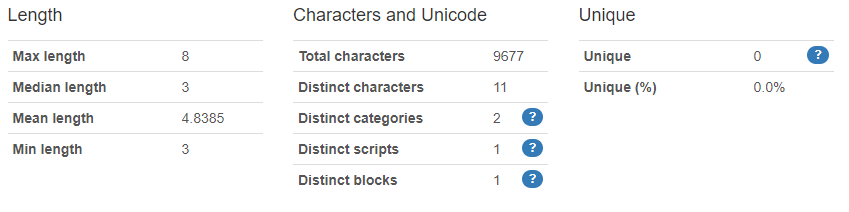 Length
Max length 8
Median length 3
Mean length 4.8385
Min length 3
Characters and Unicode
Total characters 9677
Distinct characters 11
Distinct categories 2 ?
Distinct scripts 1 ?
Distinct blocks 1 ?
Unique
Unique 0 ?
Unique (%) 0.0%